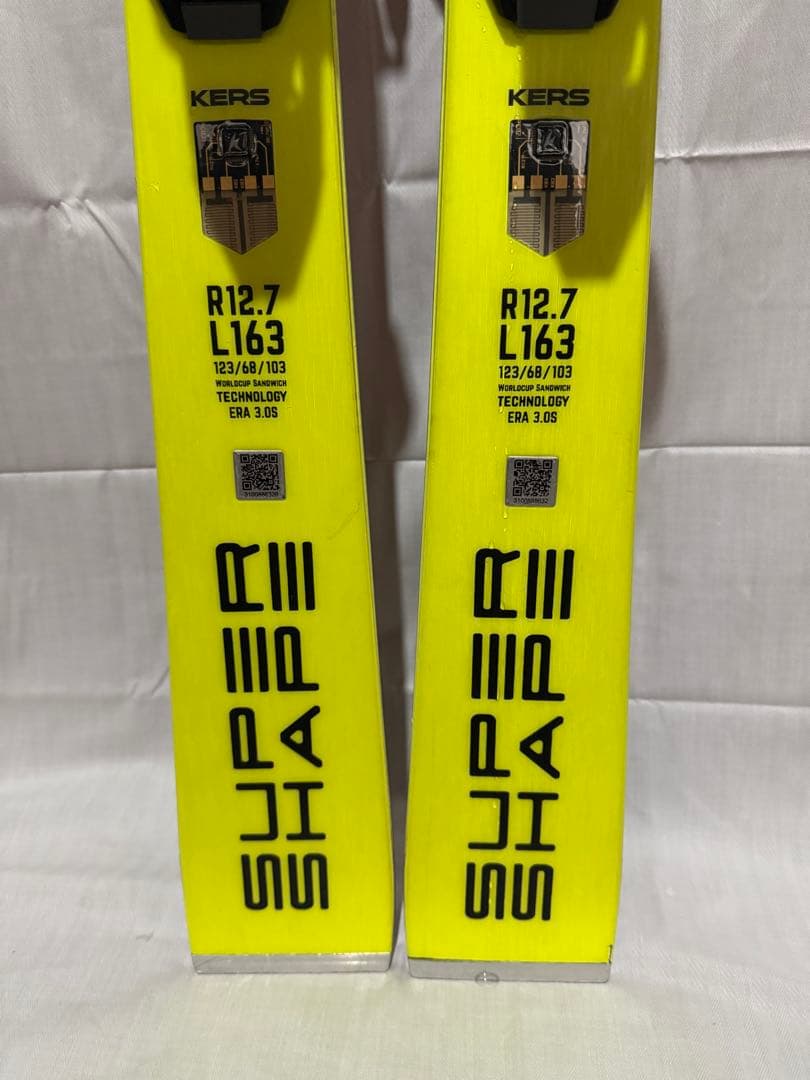 KERS
R12.7
L163
123/68/103
WORLDCUP SANDWICH
TECHNOLOGY
ERA 3.0S
SUPER
SHAPE
KERS
R12.7
L163
123/68/103
WORLDCUP SANDWICH
TECHNOLOGY
ERA 3.0S
SUPER
SHAPE